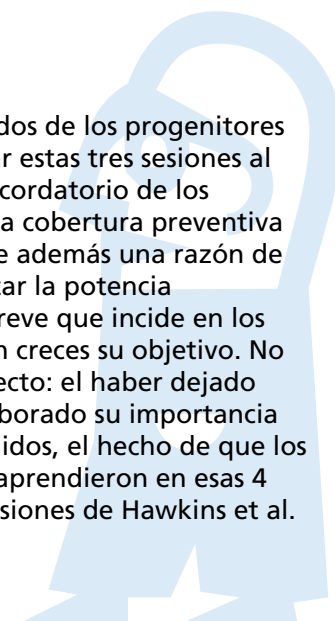 dos de los progenitores
ar estas tres sesiones al
cordatorio de los
a cobertura preventiva
e además una razón de
tar la potencia
reve que incide en los
n creces su objetivo. No
ecto: el haber dejado
borado su importancia
idos, el hecho de que los
aprendieron en esas 4
siones de Hawkins et al.